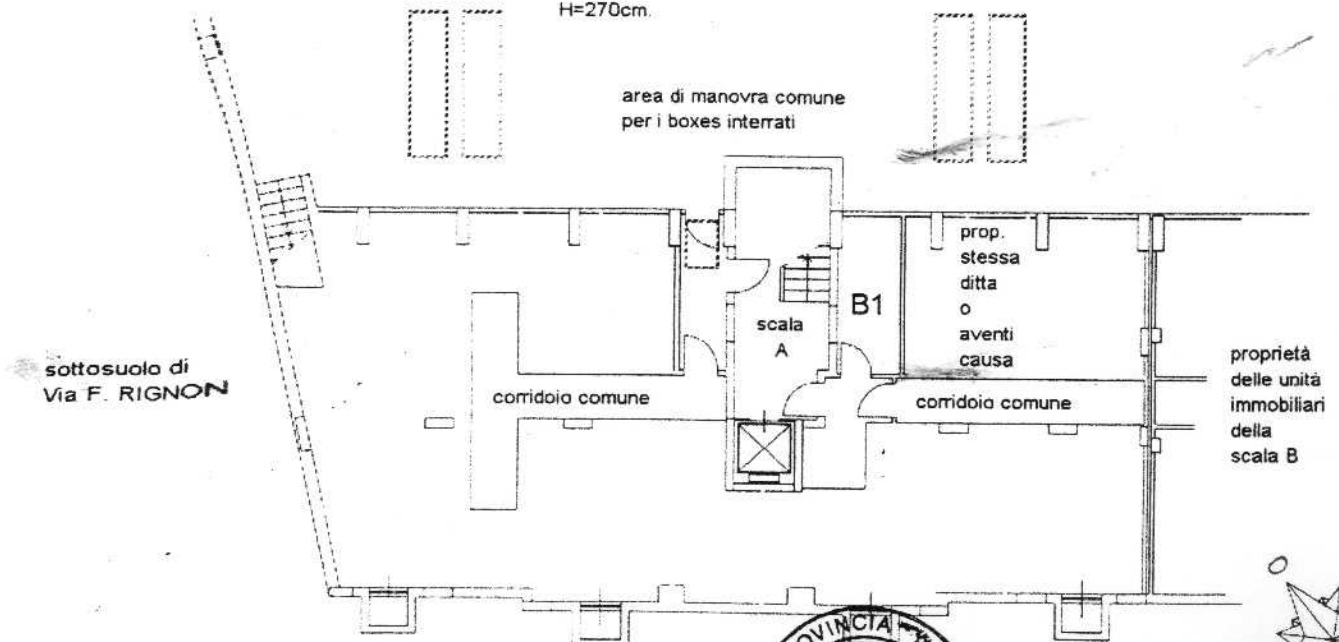 H=270cm.
area di manovra comune
per i boxes interrati
prop.
stessa
ditta
o
aventi
causa
B1
scala
A
sottosuolo di
Via F. RIGNON
corridoio comune
corridoio comune
proprietà
delle unità
immobiliari
della
scala B
O